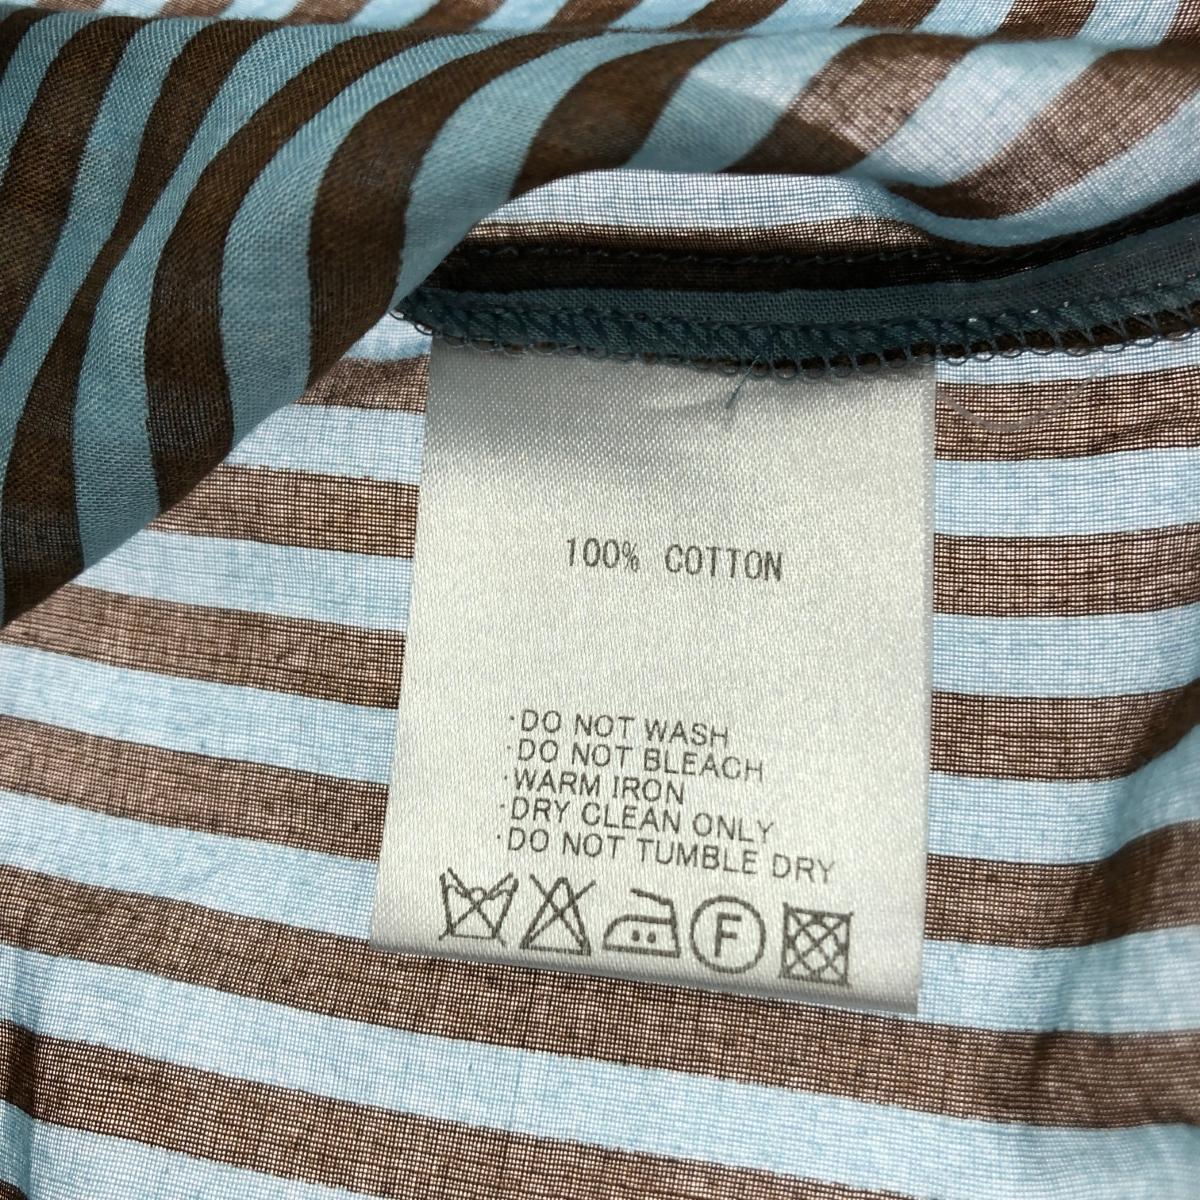 100% COTTON
·DO NOT WASH
·DO NOT BLEACH
·WARM IRON
·DRY CLEAN ONLY
·DO NOT TUMBLE DRY
F